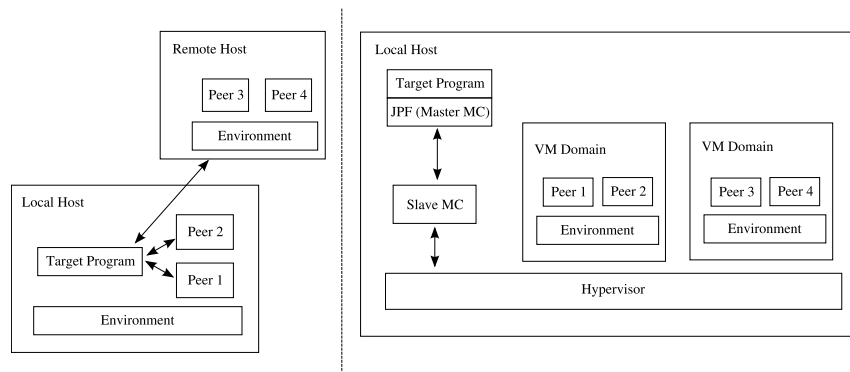 Remote Host
Peer 3
Peer 4
Environment
Local Host
Target Program
Peer 2
Peer 1
Environment
Local Host
Target Program
JPF (Master MC)
Slave MC
VM Domain
Peer 1
Peer 2
Environment
VM Domain
Peer 3
Peer 4
Environment
Hypervisor